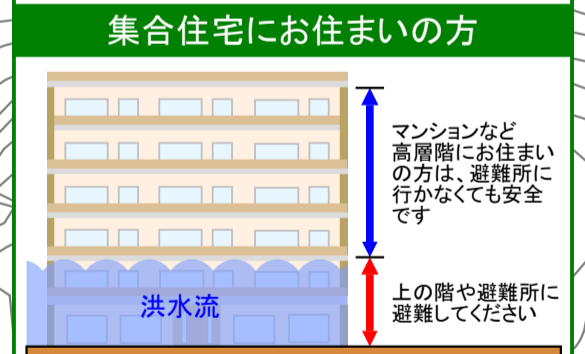 集合住宅にお住まいの方
マンションなど
高層階にお住まい
の方は、避難所に
行かなくても安全
です
洪水流
上の階や避難所に
避難してください